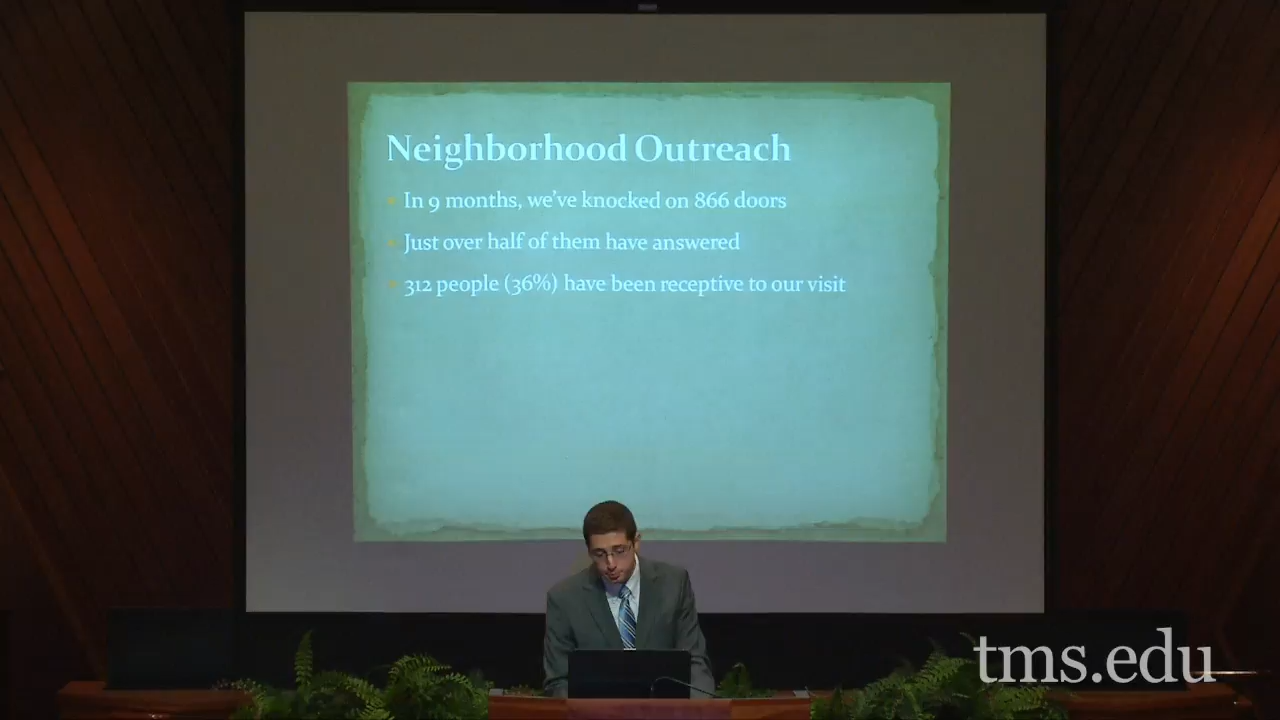 Neighborhood Outreach
In 9 months, we've knocked on 866 doors
Just over half of them have answered
312 people (36%) have been receptive to our visit
tms.edu